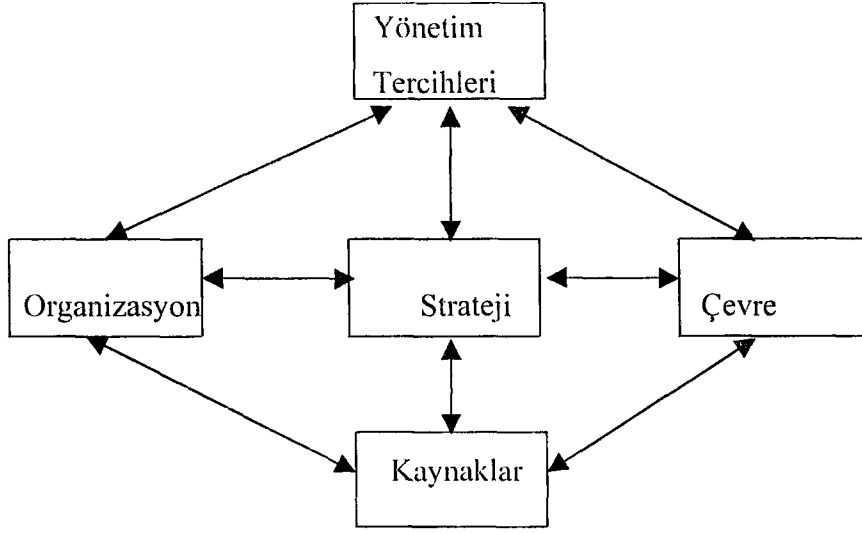 Yönetim
Tercihleri
Organizasyon
Strateji
Çevre
Kaynaklar